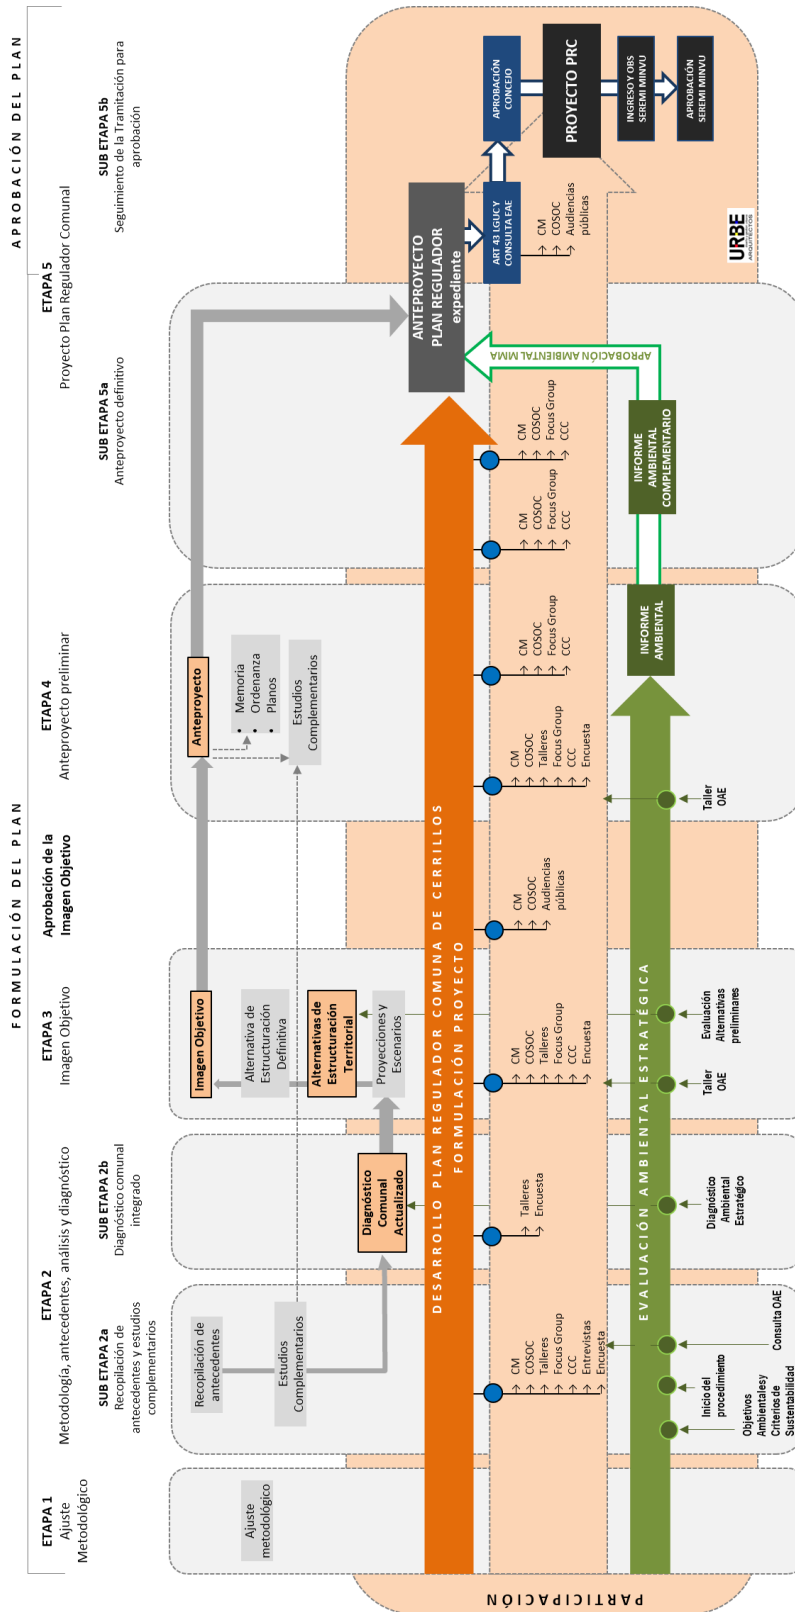 FORMULACIÓN DEL PLAN
APROBACIÓN DEL PLAN
ETAPA 1
Ajuste
Metodológico
ETAPA 2
Metodología, antecedentes, análisis y diagnóstico
SUB ETAPA 2a
Recopilación de
antecedentes y estudios
complementarios
SUB ETAPA 2b
Diagnóstico comunal
integrado
ETAPA 3
Imagen Objetivo
Aprobación de la
Imagen Objetivo
ETAPA 4
Anteproyecto preliminar
ETAPA 5
Proyecto Plan Regulador Comunal
SUB ETAPA 5a
Anteproyecto definitivo
SUB ETAPA 5b
Seguimiento de la Tramitación para
aprobación
Ajuste
metodológico
Recopilación de
antecedentes
Estudios
Complementarios
Diagnóstico
Comunal
Actualizado
Imagen Objetivo
Alternativa de
Estructuración
Definitiva
Alternativas de
Estructuración
Territorial
Proyecciones y
Escenarios
Anteproyecto
• Memoria
• Ordenanza
• Planos
Estudios
Complementarios
ANTEPROYECTO
PLAN REGULADOR
expediente
ART 43 LGUC Y
CONSULTA EAE
APROBACIÓN
CONCEJO
PROYECTO PRC
INGRESO Y OBS
SEREMI MINVU
APROBACIÓN
SEREMI MINVU
DESARROLLO PLAN REGULADOR COMUNA DE CERRILLOS
FORMULACIÓN PROYECTO
PARTICIPACIÓN
CM
COSOC
Talleres
Focus Group
CCC
Entrevistas
Encuesta
Talleres
Encuesta
CM
COSOC
Talleres
Focus Group
CCC
Encuesta
CM
COSOC
Audiencias
públicas
CM
COSOC
Talleres
Focus Group
CCC
Encuesta
CM
COSOC
Focus Group
CCC
CM
COSOC
Focus Group
CCC
CM
COSOC
Focus Group
CCC
CM
COSOC
Audiencias
públicas
EVALUACIÓN AMBIENTAL ESTRATÉGICA
INFORME
AMBIENTAL
INFORME
AMBIENTAL
COMPLEMENTARIO
APROBACIÓN AMBIENTAL MMA
Objetivos
Ambientales y
Criterios de
Sustentabilidad
Inicio del
procedimiento
Consulta OAE
Diagnóstico
Ambiental
Estratégico
Taller
OAE
Evaluación
Alternativas
preliminares
Taller
OAE
URBE
ARQUITECTOS